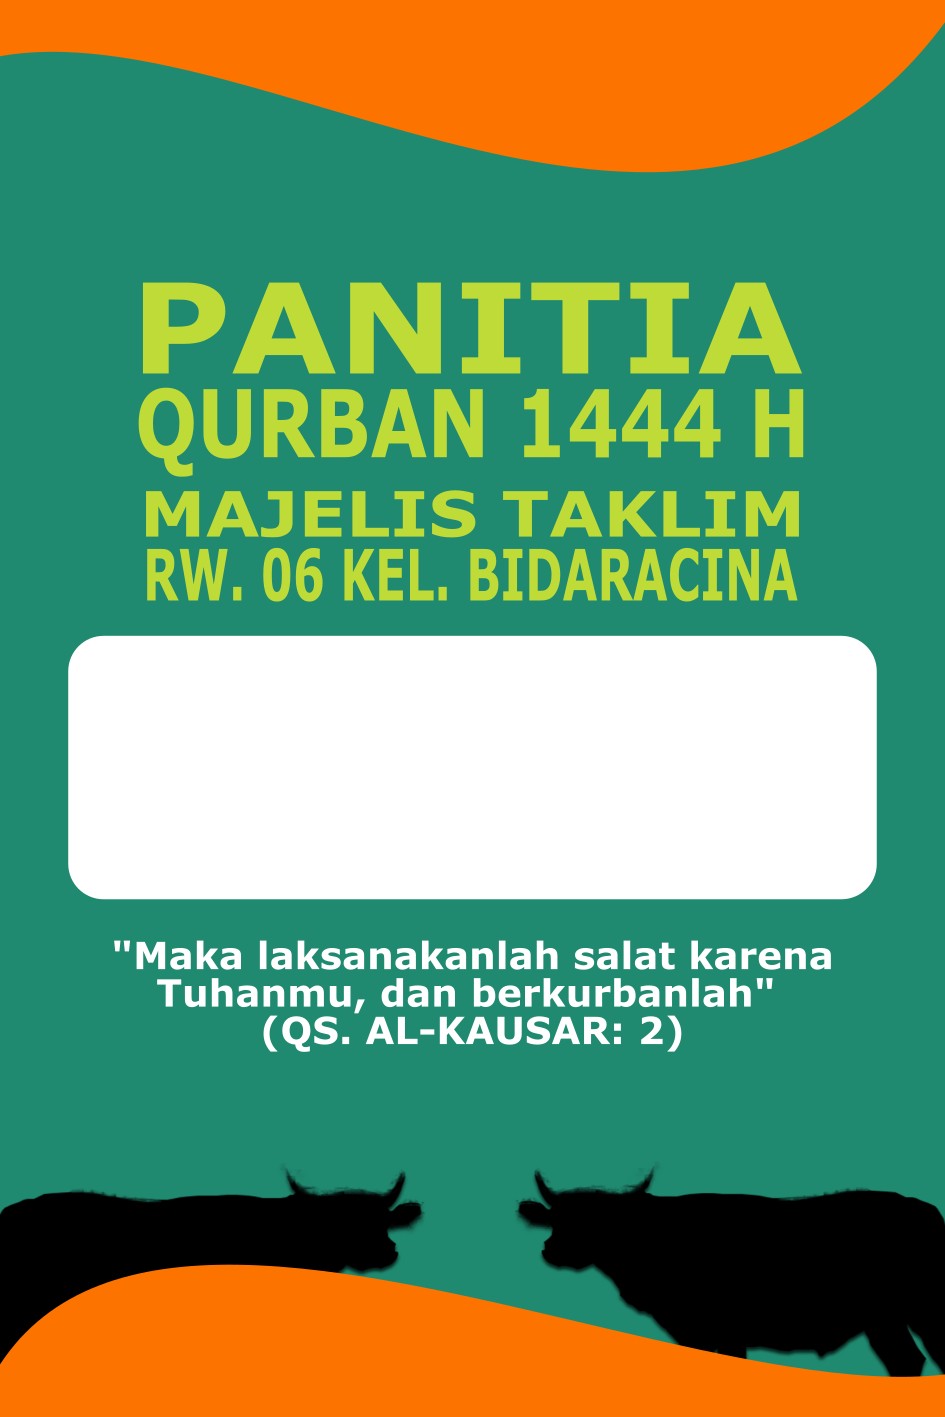 PANITIA
QURBAN 1444 H
MAJELIS TAKLIM
RW. 06 KEL. BIDARACINA
"Maka laksanakanlah salat karena
Tuhanmu, dan berkurbanlah"
(QS. AL-KAUSAR: 2)